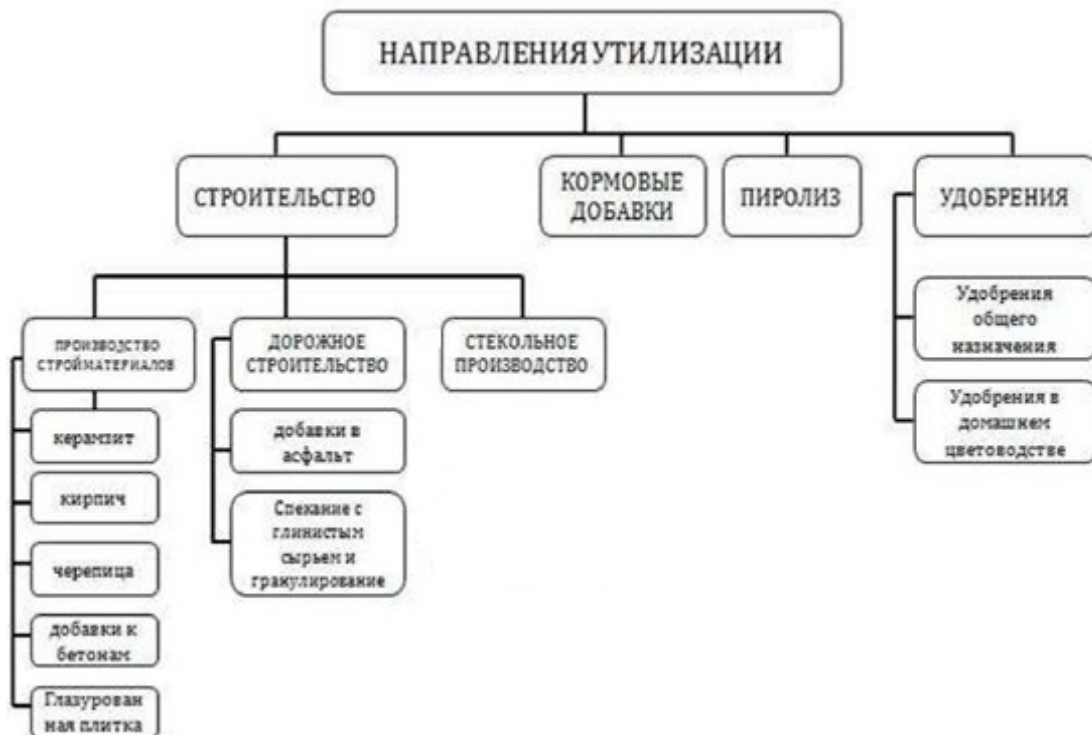 НАПРАВЛЕНИЯ УТИЛИЗАЦИИ
СТРОИТЕЛЬСТВО
КОРМОВЫЕ
ДОБАВКИ
ПИРОЛИЗ
УДОБРЕНИЯ
ПРОИЗВОДСТВО
СТРОЙМАТЕРИАЛОВ
ДОРОЖНОЕ
СТРОИТЕЛЬСТВО
СТЕКОЛЬНОЕ
ПРОИЗВОДСТВО
Удобрения
общего
назначения
Удобрения в
домашнем
цветоводстве
керамзит
кирпич
черепица
добавки к
бетонам
Глазурован
ная плитка
добавки в
асфальт
Спекание с
глинистым
сырьем и
гранулирование